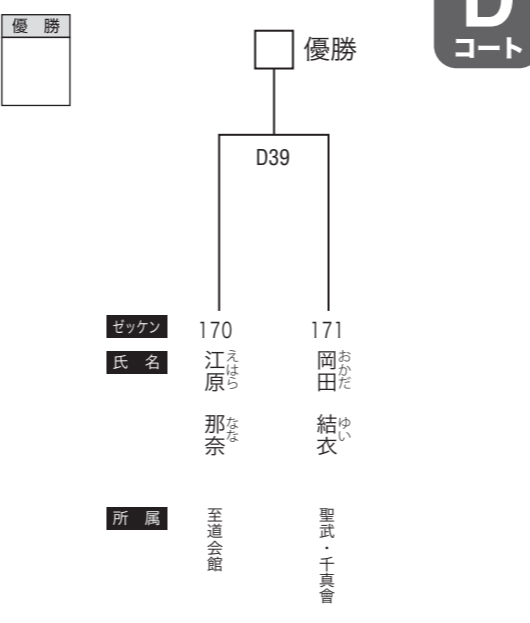 優 勝
D
コート
優勝
D39
ゼッケン
170
171
氏 名
江原 那奈
えはら なな
岡田 結衣
おかだ ゆい
所 属
至道会館
聖武・千真會